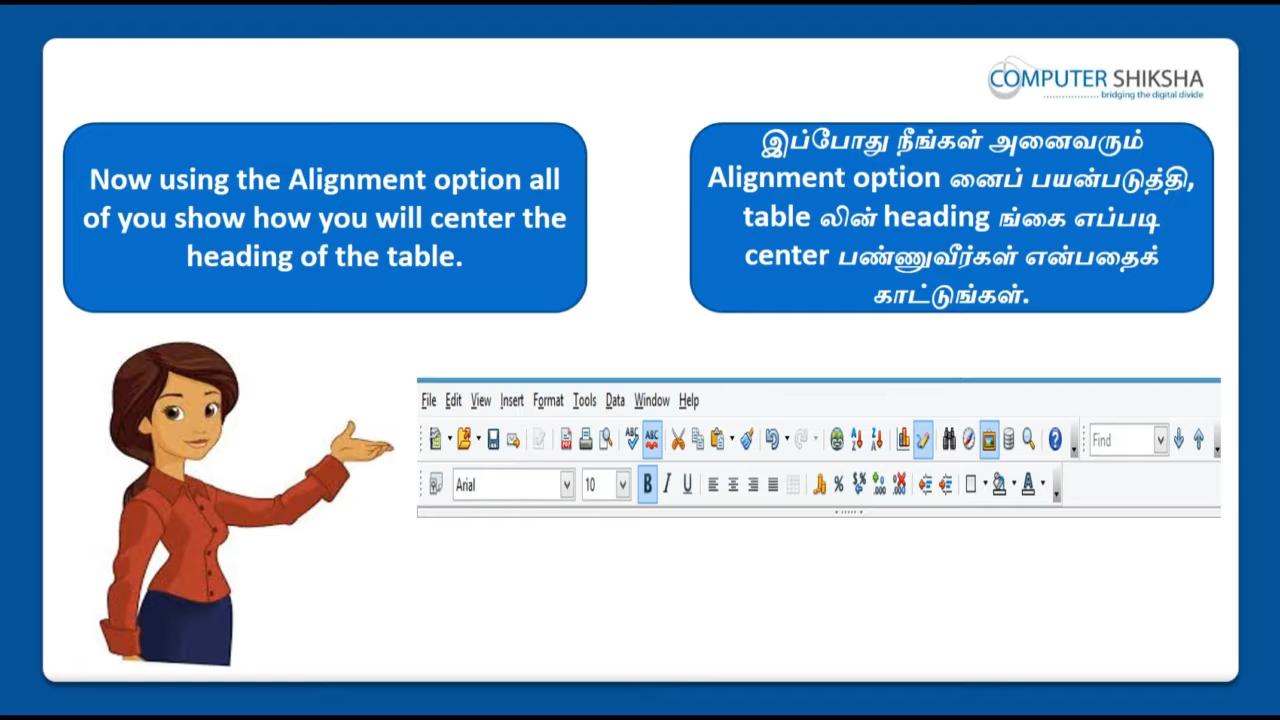 COMPUTER SHIKSHA
bridging the digital divide
Now using the Alignment option all
of you show how you will center the
heading of the table.
இப்போது நீங்கள் அனைவரும்
Alignment option னைப் பயன்படுத்தி,
table லின் heading ங்கை எப்படி
center பண்ணுவீர்கள் என்பதைக்
காட்டுங்கள்.
File Edit View Insert Format Tools Data Window Help
ABC ABC Find
Arial 10 B I U